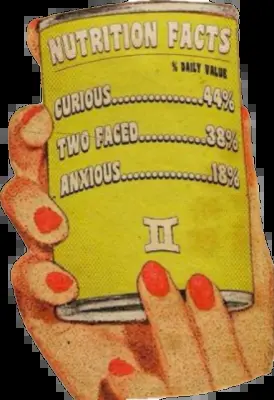 NUTRITION FACTS
% DAILY VALUE
CURIOUS..............44%
TWO FACED...........38%
ANXIOUS................18%
♊